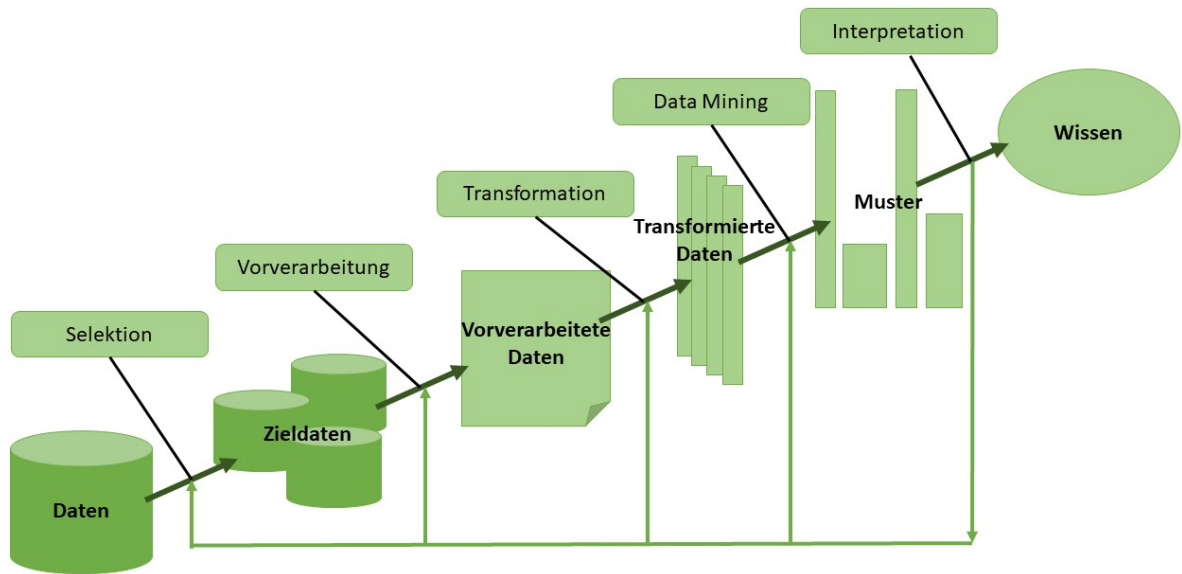 Interpretation
Data Mining
Wissen
Transformation
Muster
Transformierte
Daten
Vorverarbeitung
Selektion
Vorverarbeitete
Daten
Zieldaten
Daten